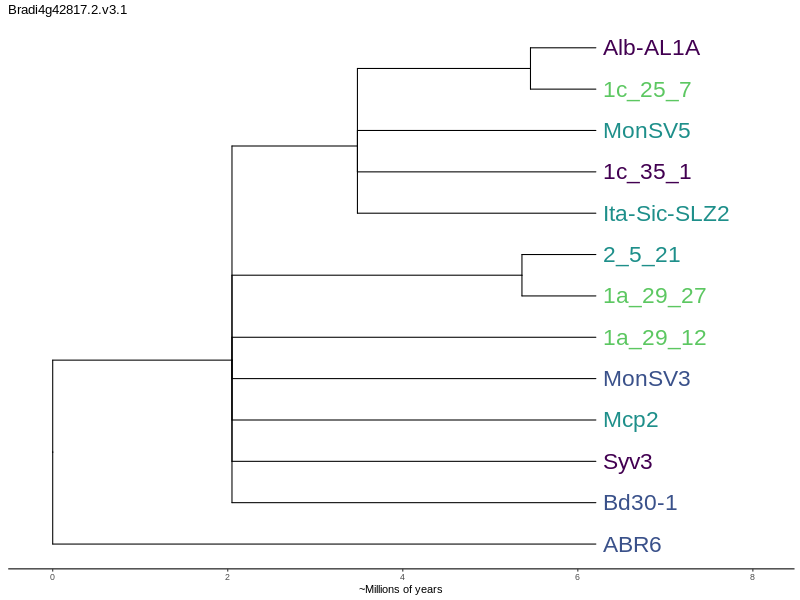 Bradi4g42817.2.v3.1
Alb-AL1A
1c_25_7
MonSV5
1c_35_1
Ita-Sic-SLZ2
2_5_21
1a_29_27
1a_29_12
MonSV3
Mcp2
Syv3
Bd30-1
ABR6
0 2 4 6 8
~Millions of years